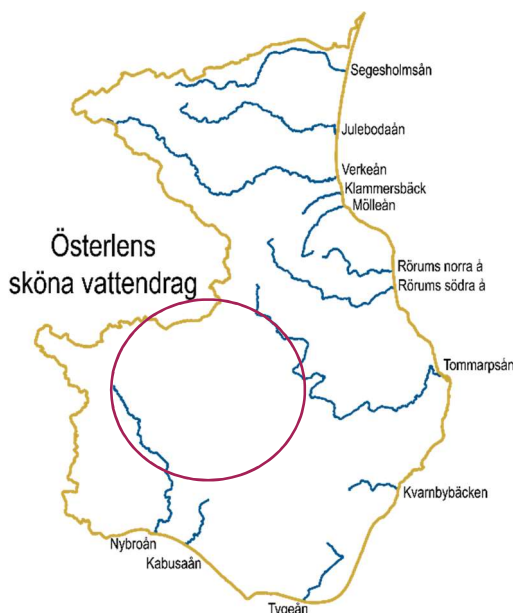 Segesholmsån
Julebodaån
Verkeån
Klammersbäck
Mölleån
Österlens
sköna vattendrag
Rörums norra å
Rörums södra å
Tommarpsån
Kvarnbybäcken
Nybroån
Kabusaån
Tygeån